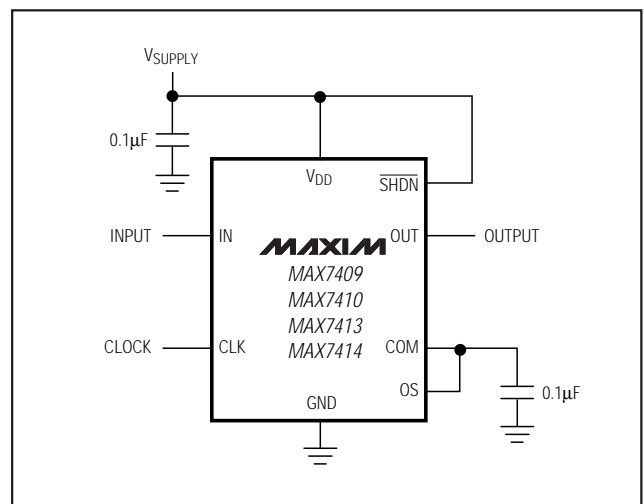 VSUPPLY
0.1µF
VDD
SHDN
INPUT
IN
MAXIM
OUT
OUTPUT
MAX7409
MAX7410
MAX7413
MAX7414
CLOCK
CLK
COM
OS
0.1µF
GND